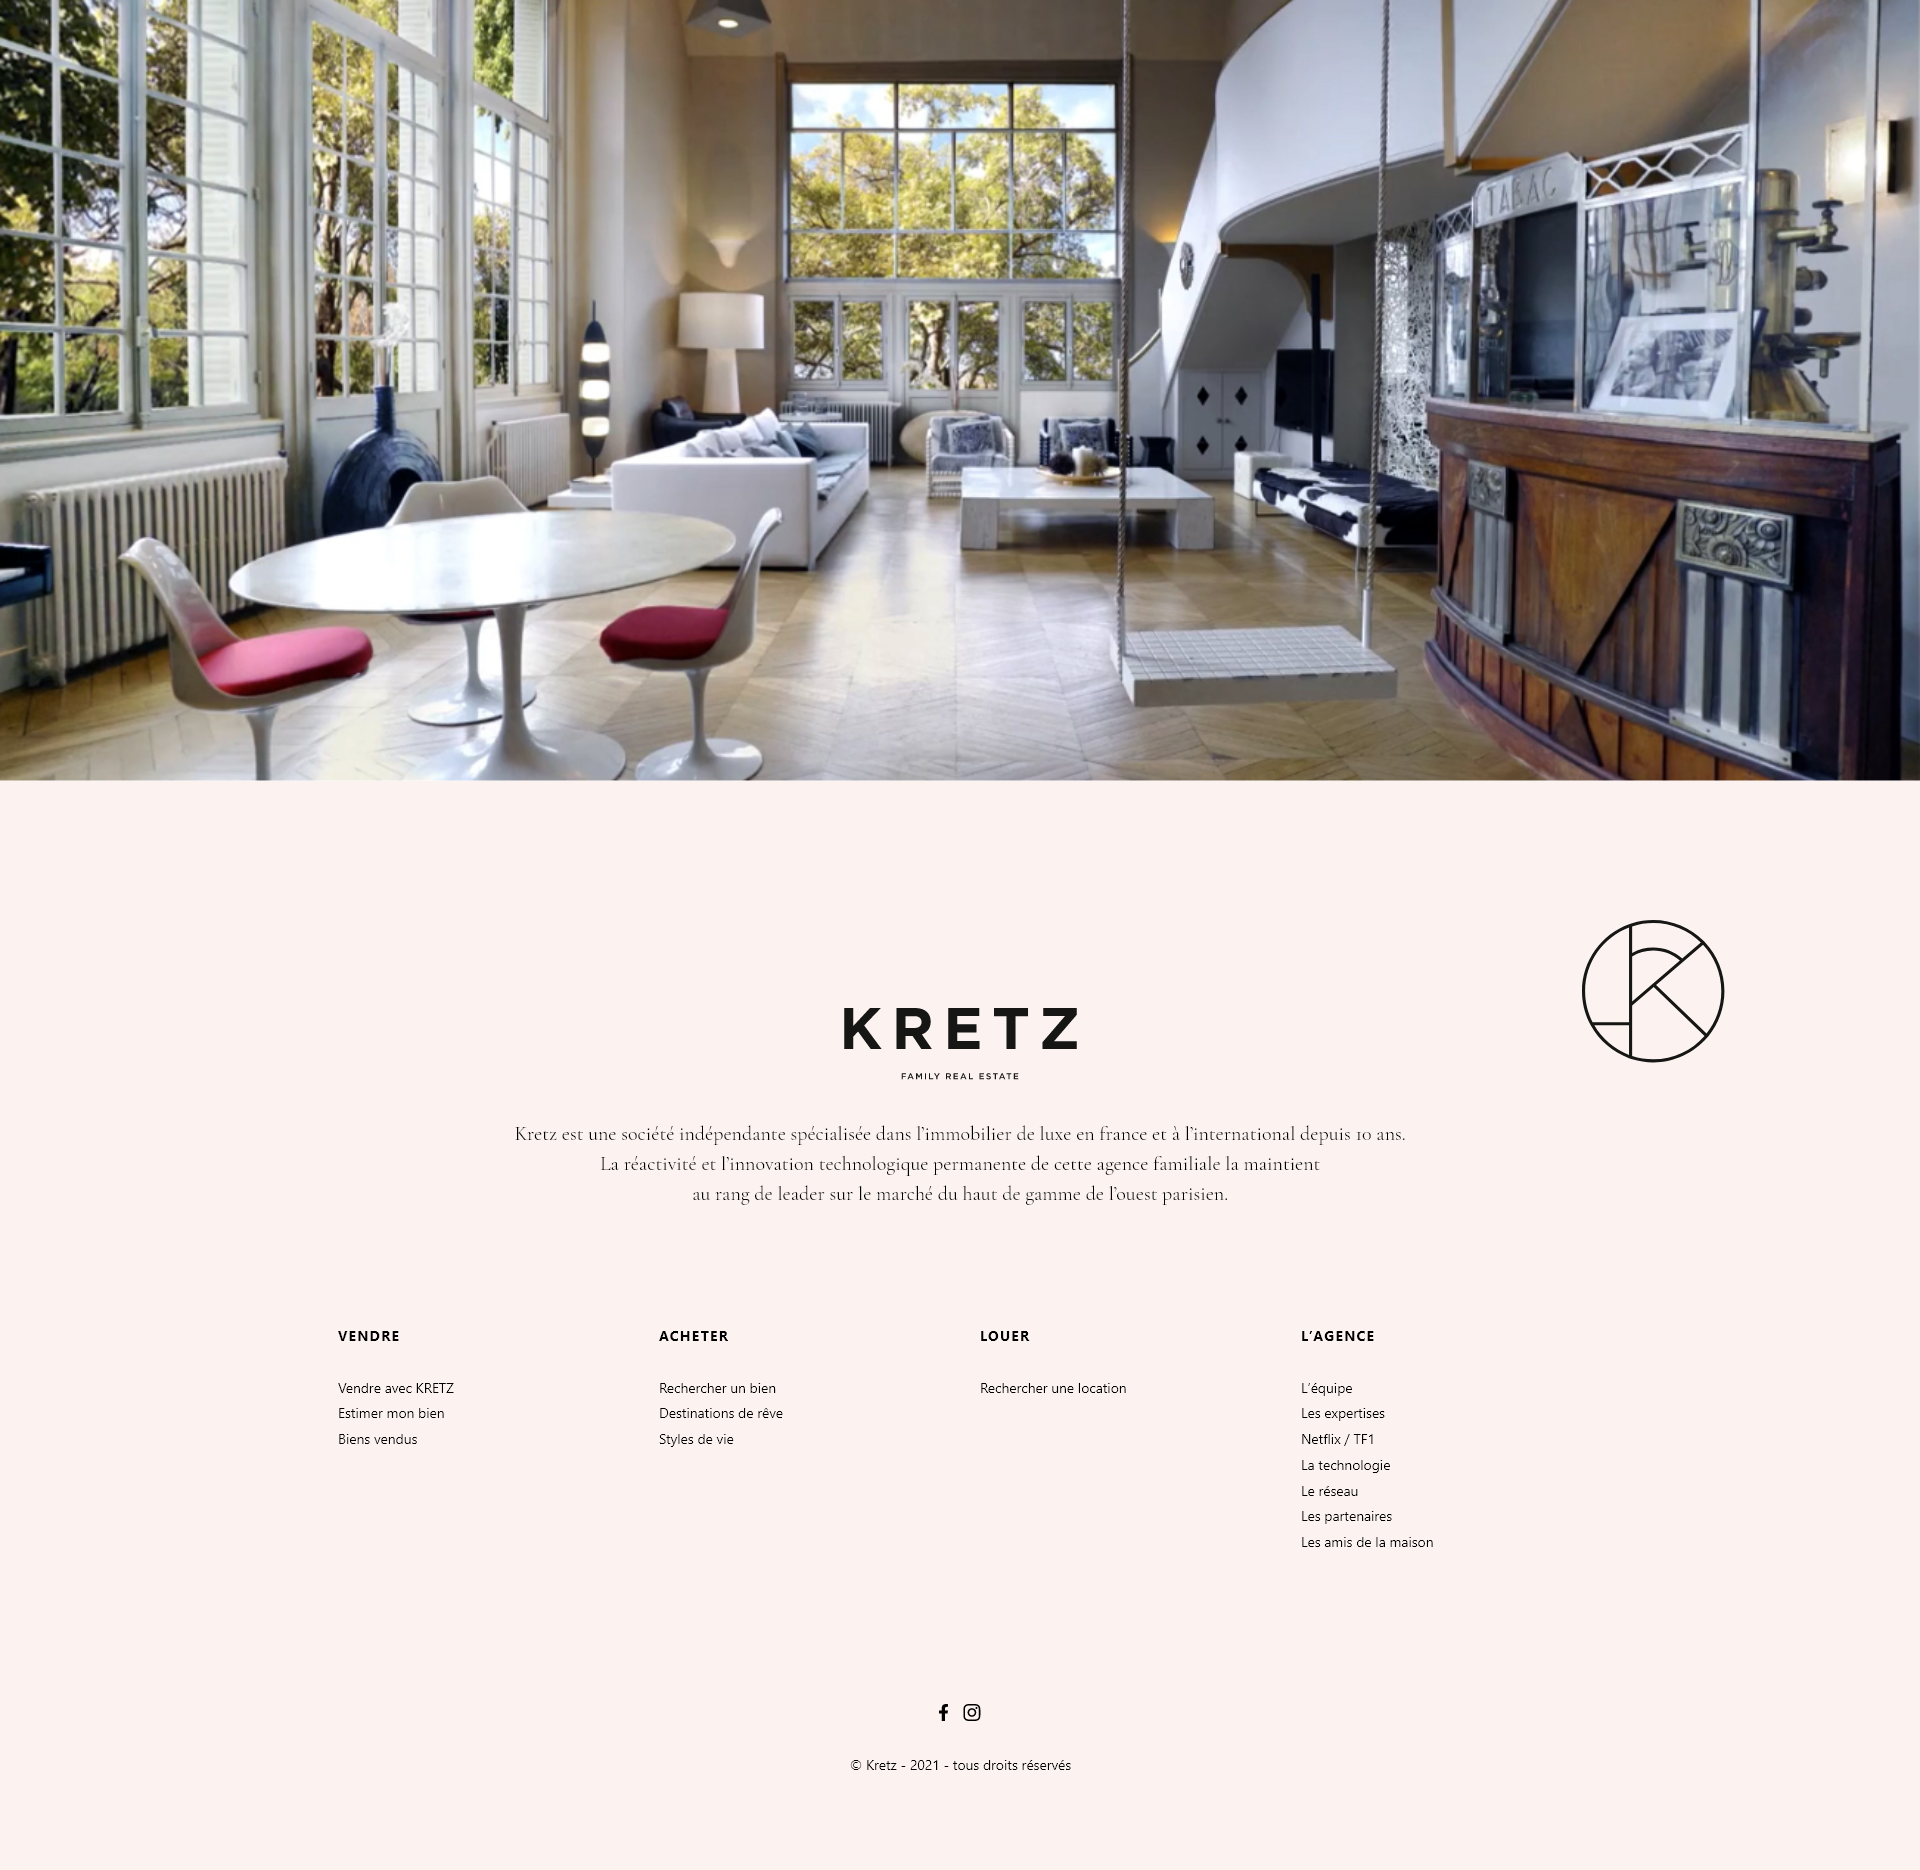 TABAC
KRETZ
FAMILY REAL ESTATE
Kretz est une société indépendante spécialisée dans l’immobilier de luxe en france et à l’international depuis 10 ans.
La réactivité et l’innovation technologique permanente de cette agence familiale la maintient
au rang de leader sur le marché du haut de gamme de l’ouest parisien.
VENDRE
Vendre avec KRETZ
Estimer mon bien
Biens vendus
ACHETER
Rechercher un bien
Destinations de rêve
Styles de vie
LOUER
Rechercher une location
L’AGENCE
L’équipe
Les expertises
Netflix / TF1
La technologie
Le réseau
Les partenaires
Les amis de la maison
© Kretz - 2021 - tous droits réservés